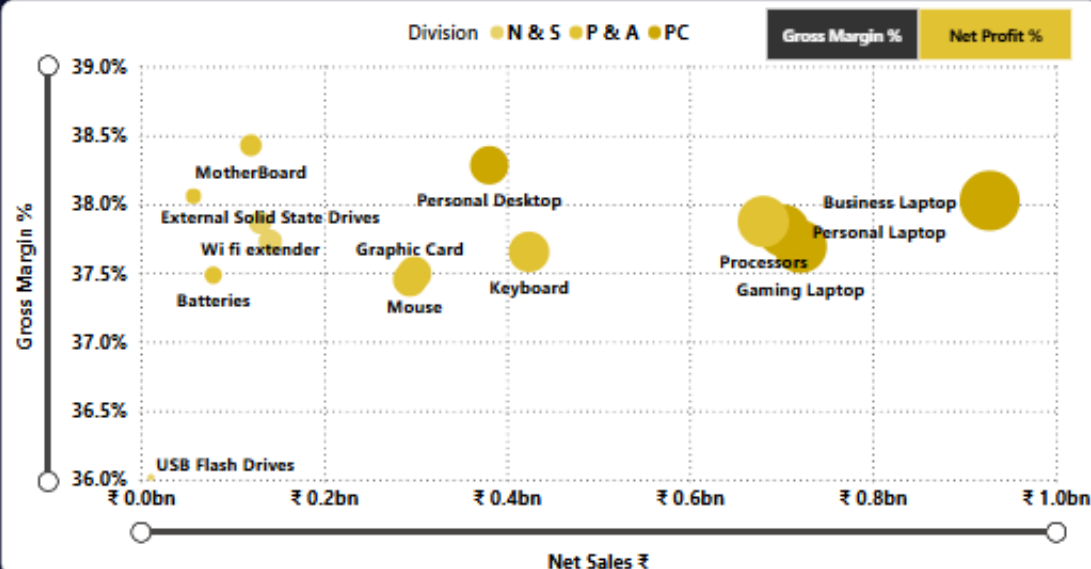 Division N & S P & A PC
Gross Margin %
Net Profit %
39.0%
38.5%
MotherBoard
38.0%
Personal Desktop
Business Laptop
External Solid State Drives
Personal Laptop
Wi fi extender
Graphic Card
Processors
37.5%
Keyboard
Gaming Laptop
Batteries
Mouse
37.0%
36.5%
USB Flash Drives
36.0%
Gross Margin %
₹ 0.0bn ₹ 0.2bn ₹ 0.4bn ₹ 0.6bn ₹ 0.8bn ₹ 1.0bn
Net Sales ₹